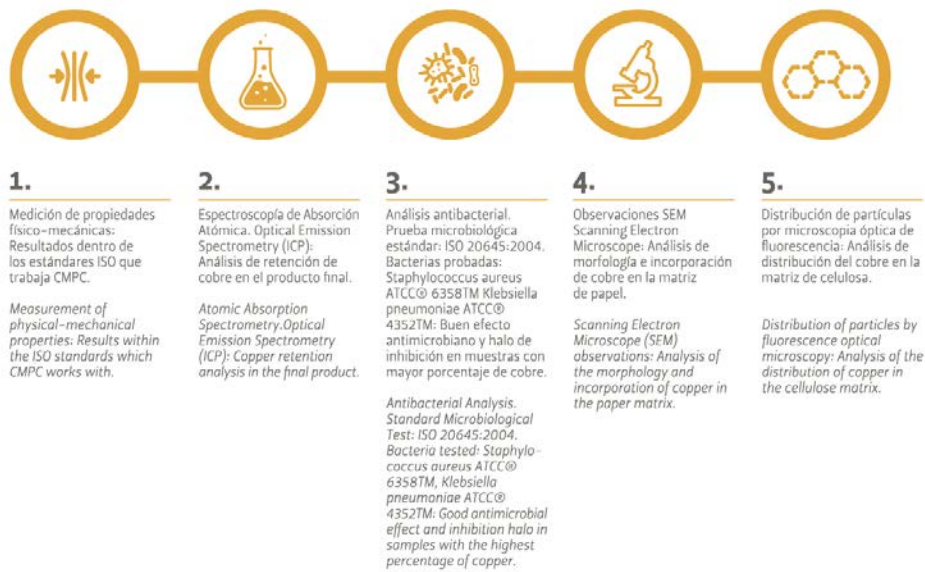 1.
Medición de propiedades
físico-mecánicas:
Resultados dentro de
los estándares ISO que
trabaja CMPC.
Measurement of
physical-mechanical
properties: Results within
the ISO standards which
CMPC works with.
2.
Espectroscopía de Absorción
Atómica. Optical Emission
Spectrometry (ICP):
Análisis de retención de
cobre en el producto final.
Atomic Absorption
Spectrometry.Optical
Emission Spectrometry
(ICP): Copper retention
analysis in the final product.
3.
Análisis antibacterial.
Prueba microbiológica
estándar: ISO 20645:2004.
Bacterias probadas:
Staphylococcus aureus
ATCC® 6358TM Klebsiella
pneumoniae ATCC®
4352TM: Buen efecto
antimicrobiano y halo de
inhibición en muestras con
mayor porcentaje de cobre.
Antibacterial Analysis.
Standard Microbiological
Test: ISO 20645:2004.
Bacteria tested: Staphylo-
coccus aureus ATCC®
6358TM, Klebsiella
pneumoniae ATCC®
4352TM: Good antimicrobial
effect and inhibition halo in
samples with the highest
percentage of copper.
4.
Observaciones SEM
Scanning Electron
Microscope: Análisis de
morfología e incorporación
de cobre en la matriz
de papel.
Scanning Electron
Microscope (SEM)
observations: Analysis of
the morphology and
incorporation of copper in
the paper matrix.
5.
Distribución de partículas
por microscopia óptica de
fluorescencia: Análisis de
distribución del cobre en la
matriz de celulosa.
Distribution of particles by
fluorescence optical
microscopy: Analysis of the
distribution of copper in
the cellulose matrix.